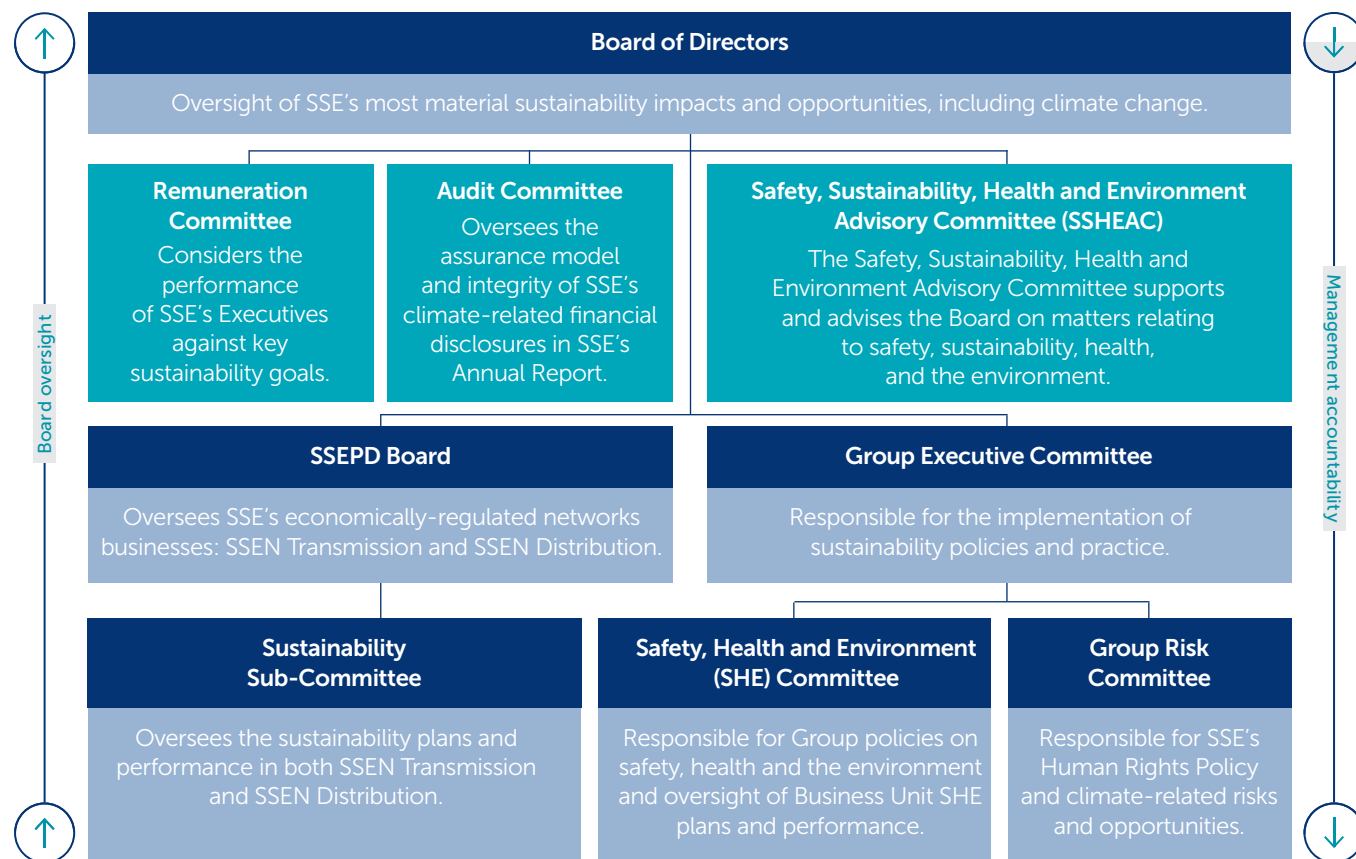 Board of Directors
Oversight of SSE's most material sustainability impacts and opportunities, including climate change.
Remuneration
Committee
Considers the
performance
of SSE's Executives
against key
sustainability goals.
Audit Committee
Oversees the
assurance model
and integrity of SSE's
climate-related financial
disclosures in SSE's
Annual Report.
Safety, Sustainability, Health and Environment
Advisory Committee (SSHEAC)
The Safety, Sustainability, Health and
Environment Advisory Committee supports
and advises the Board on matters relating
to safety, sustainability, health,
and the environment.
Board oversight
Management accountability
SSEPD Board
Oversees SSE's economically-regulated networks
businesses: SSEN Transmission and SSEN Distribution.
Group Executive Committee
Responsible for the implementation of
sustainability policies and practice.
Sustainability
Sub-Committee
Oversees the sustainability plans and
performance in both SSEN Transmission
and SSEN Distribution.
Safety, Health and Environment
(SHE) Committee
Responsible for Group policies on
safety, health and the environment
and oversight of Business Unit SHE
plans and performance.
Group Risk
Committee
Responsible for SSE's
Human Rights Policy
and climate-related risks
and opportunities.